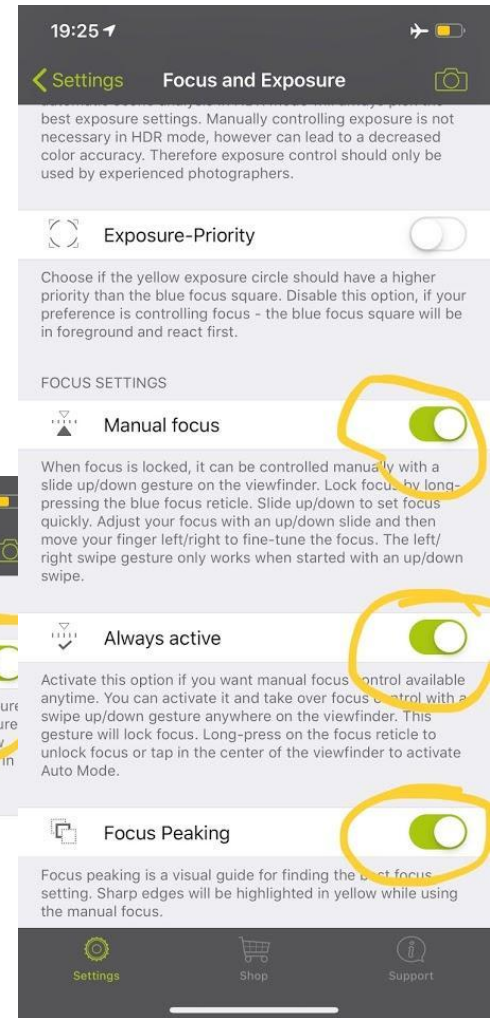 19:25
Settings
Focus and Exposure
best exposure settings. Manually controlling exposure is not
necessary in HDR mode, however can lead to a decreased
color accuracy. Therefore exposure control should only be
used by experienced photographers.
Exposure-Priority
Choose if the yellow exposure circle should have a higher
priority than the blue focus square. Disable this option, if your
preference is controlling focus - the blue focus square will be
in foreground and react first.
FOCUS SETTINGS
Manual focus
When focus is locked, it can be controlled manually with a
slide up/down gesture on the viewfinder. Lock focus by long-
pressing the blue focus reticle. Slide up/down to set focus
quickly. Adjust your focus with an up/down slide and then
move your finger left/right to fine-tune the focus. The left/
right swipe gesture only works when started with an up/down
swipe.
Always active
Activate this option if you want manual focus control available
anytime. You can activate it and take over focus control with a
swipe up/down gesture anywhere on the viewfinder. This
gesture will lock focus. Long-press on the focus reticle to
unlock focus or tap in the center of the viewfinder to activate
Auto Mode.
Focus Peaking
Focus peaking is a visual guide for finding the best focus
setting. Sharp edges will be highlighted in yellow while using
the manual focus.
Settings
Shop
Support